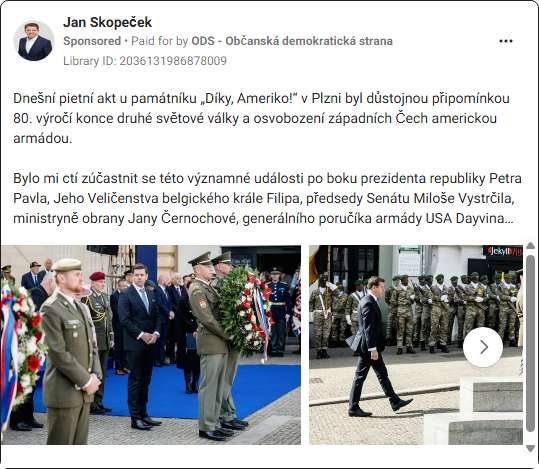 Jan Skopeček
Sponsored • Paid for by ODS - Občanská demokratická strana
Library ID: 2036131986878009
Dnešní pietní akt u památníku „Díky, Ameriko!“ v Plzni byl důstojnou připomínkou
80. výročí konce druhé světové války a osvobození západních Čech americkou
armádou.
Bylo mi ctí zúčastnit se této významné události po boku prezidenta republiky Petra
Pavla, Jeho Veličenstva belgického krále Filipa, předsedy Senátu Miloše Vystrčila,
ministryně obrany Jany Černochové, generálního poručíka armády USA Dayvina...